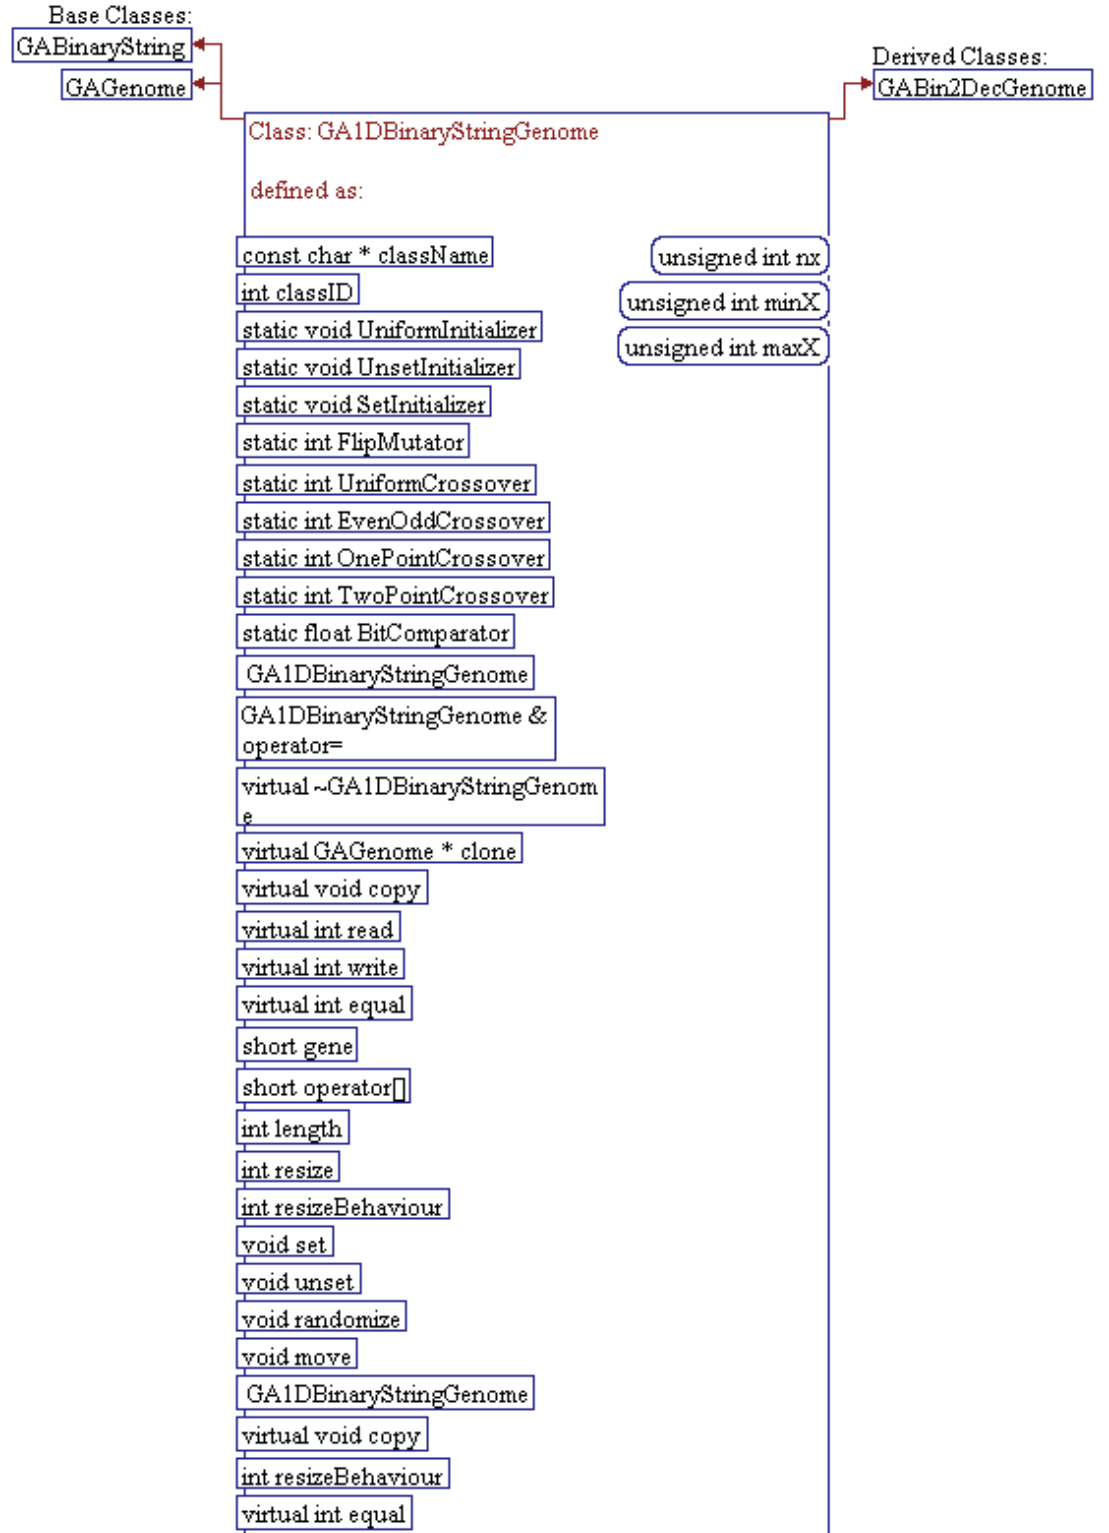 Base Classes:
GABinaryString
GAGenome
Derived Classes:
GABin2DecGenome
Class: GA1DBinaryStringGenome
defined as:
const char * className
int classID
static void UniformInitializer
static void UnsetInitializer
static void SetInitializer
static int FlipMutator
static int UniformCrossover
static int EvenOddCrossover
static int OnePointCrossover
static int TwoPointCrossover
static float BitComparator
GA1DBinaryStringGenome
GA1DBinaryStringGenome &
operator=
virtual ~GA1DBinaryStringGenom
e
virtual GAGenome * clone
virtual void copy
virtual int read
virtual int write
virtual int equal
short gene
short operator[]
int length
int resize
int resizeBehaviour
void set
void unset
void randomize
void move
GA1DBinaryStringGenome
virtual void copy
int resizeBehaviour
virtual int equal
unsigned int nx
unsigned int minX
unsigned int maxX